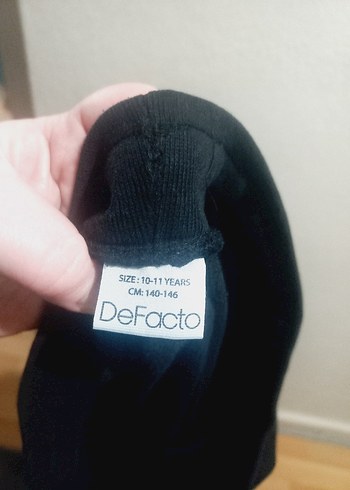 SIZE: 10-11 YEARS
CM: 140-146
DeFacto